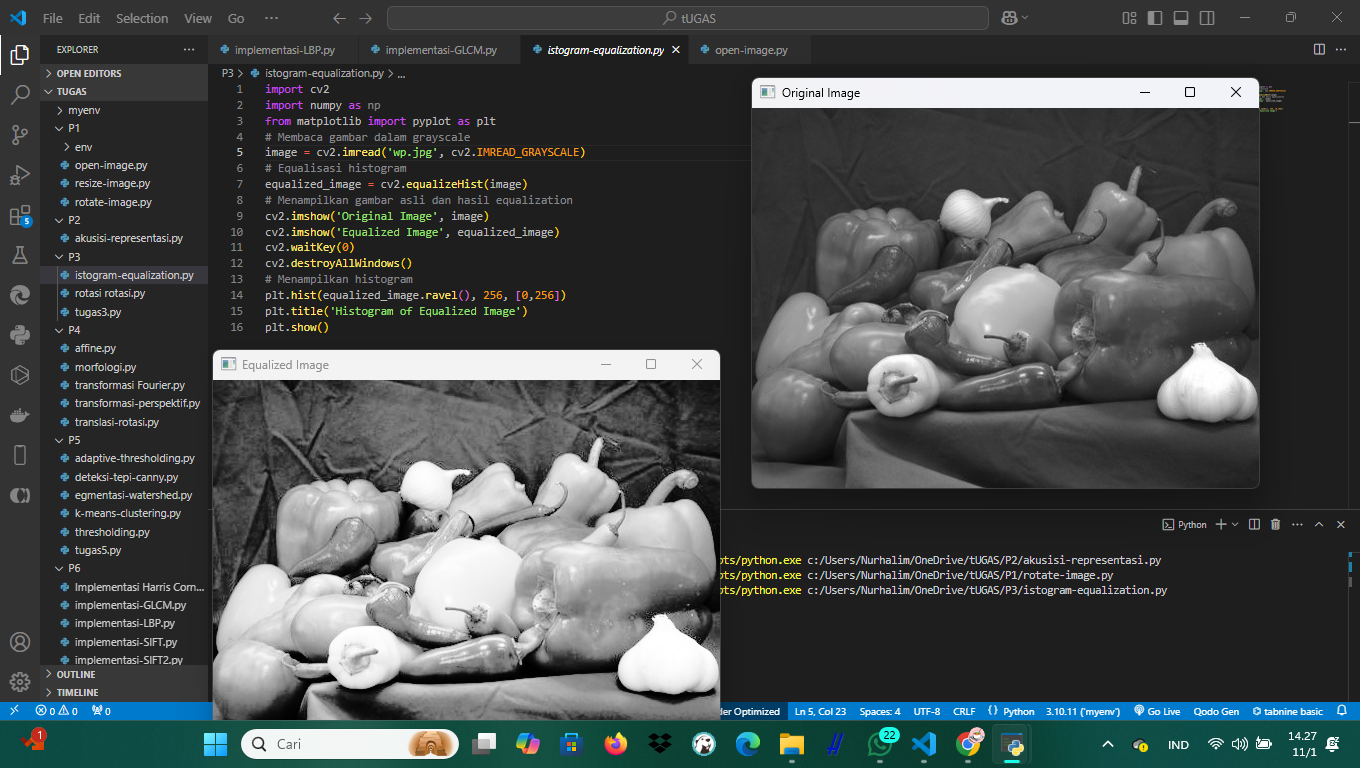 File Edit Selection View Go ··· tUGAS
EXPLORER ···
OPEN EDITORS
TUGAS
myenv
P1
env
open-image.py
resize-image.py
rotate-image.py
P2
akusisi-representasi.py
P3
istogram-equalization.py
rotasi rotasi.py
tugas3.py
P4
affine.py
morfologi.py
transformasi Fourier.py
transformasi-perspektif.py
translasi-rotasi.py
P5
adaptive-thresholding.py
deteksi-tepi-canny.py
egmentasi-watershed.py
k-means-clustering.py
thresholding.py
tugas5.py
P6
Implementasi Harris Corn...
implementasi-GLCM.py
implementasi-LBP.py
implementasi-SIFT.py
implementasi-SIFT2.py
OUTLINE
TIMELINE
5
implementasi-LBP.py implementasi-GLCM.py istogram-equalization.py open-image.py ···
P3 > istogram-equalization.py > ...
1 import cv2
2 import numpy as np
3 from matplotlib import pyplot as plt
4 # Membaca gambar dalam grayscale
5 image = cv2.imread('wp.jpg', cv2.IMREAD_GRAYSCALE)
6 # Equalisasi histogram
7 equalized_image = cv2.equalizeHist(image)
8 # Menampilkan gambar asli dan hasil equalization
9 cv2.imshow('Original Image', image)
10 cv2.imshow('Equalized Image', equalized_image)
11 cv2.waitKey(0)
12 cv2.destroyAllWindows()
13 # Menampilkan histogram
14 plt.hist(equalized_image.ravel(), 256, [0,256])
15 plt.title('Histogram of Equalized Image')
16 plt.show()
Original Image
Equalized Image
Python ···
pts/python.exe c:/Users/Nurhalim/OneDrive/tUGAS/P2/akusisi-representasi.py
pts/python.exe c:/Users/Nurhalim/OneDrive/tUGAS/P1/rotate-image.py
pts/python.exe c:/Users/Nurhalim/OneDrive/tUGAS/P3/istogram-equalization.py
0 0 0 Optimized Ln 5, Col 23 Spaces: 4 UTF-8 CRLF {} Python 3.10.11 ('myenv') Go Live Qodo Gen tabnine basic
1 Cari 22 IND 14.27
11/1